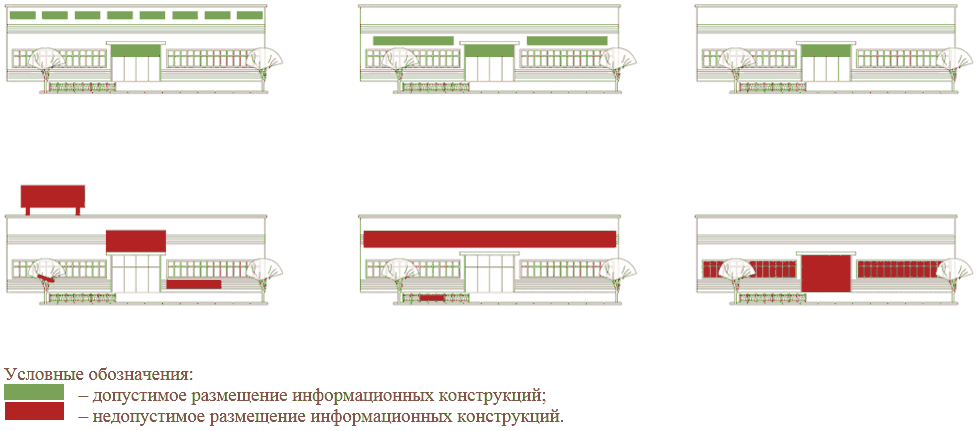 Условные обозначения:
– допустимое размещение информационных конструкций;
– недопустимое размещение информационных конструкций.